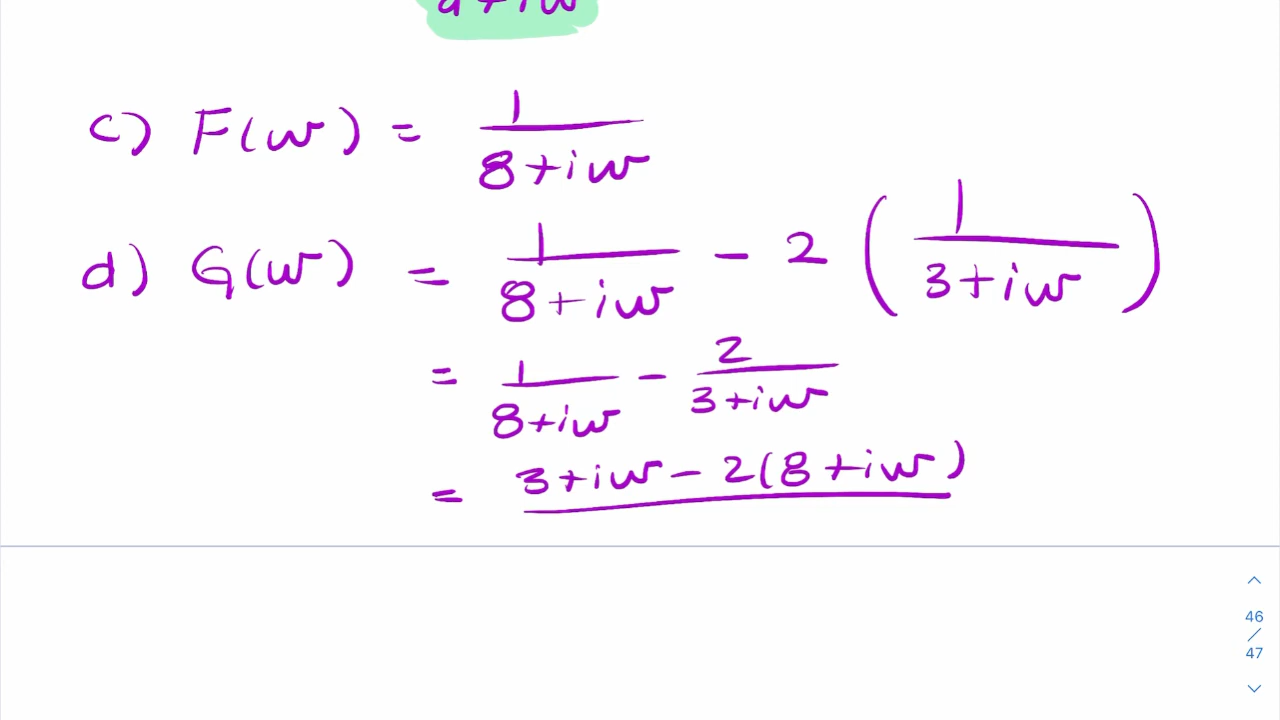 a+iw
c) F(w) = 1/(8+iw)
d) G(w) = 1/(8+iw) - 2 (1/(3+iw))
= 1/(8+iw) - 2/(3+iw)
= 3+iw-2(8+iw)
46
/
47